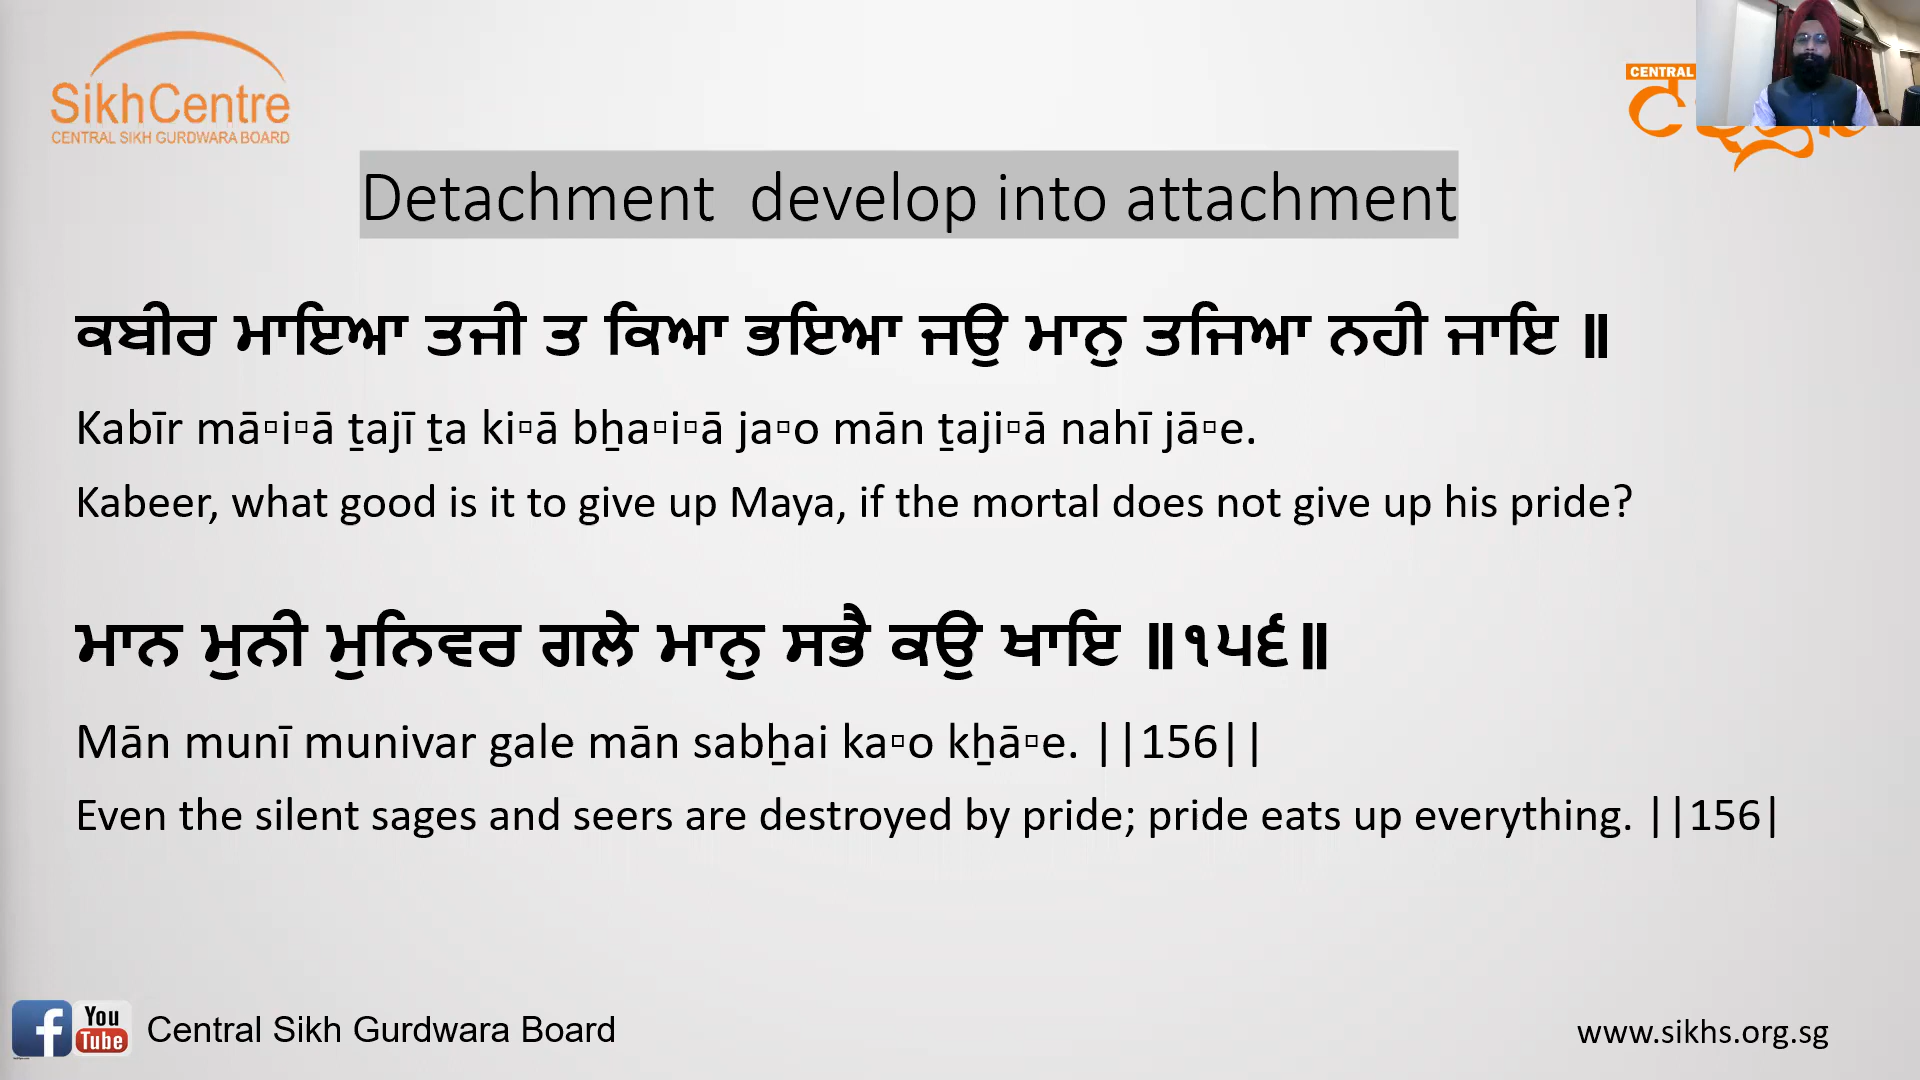 SikhCentre
CENTRAL SIKH GURDWARA BOARD
CENTRAL
Detachment  develop into attachment
ਕਬੀਰ ਮਾਇਆ ਤਜੀ ਤ ਕਿਆ ਭਇਆ ਜਉ ਮਾਨੁ ਤਜਿਆ ਨਹੀ ਜਾਇ ॥
Kabīr mā▫i▫ā ṯajī ṯa ki▫ā bẖa▫i▫ā ja▫o mān ṯaji▫ā nahī jā▫e.
Kabeer, what good is it to give up Maya, if the mortal does not give up his pride?
ਮਾਨ ਮੁਨੀ ਮੁਨਿਵਰ ਗਲੇ ਮਾਨੁ ਸਭੈ ਕਉ ਖਾਇ ॥੧੫੬॥
Mān munī munivar gale mān sabẖai ka▫o kẖā▫e. ||156||
Even the silent sages and seers are destroyed by pride; pride eats up everything. ||156|
f You Tube Central Sikh Gurdwara Board
www.sikhs.org.sg